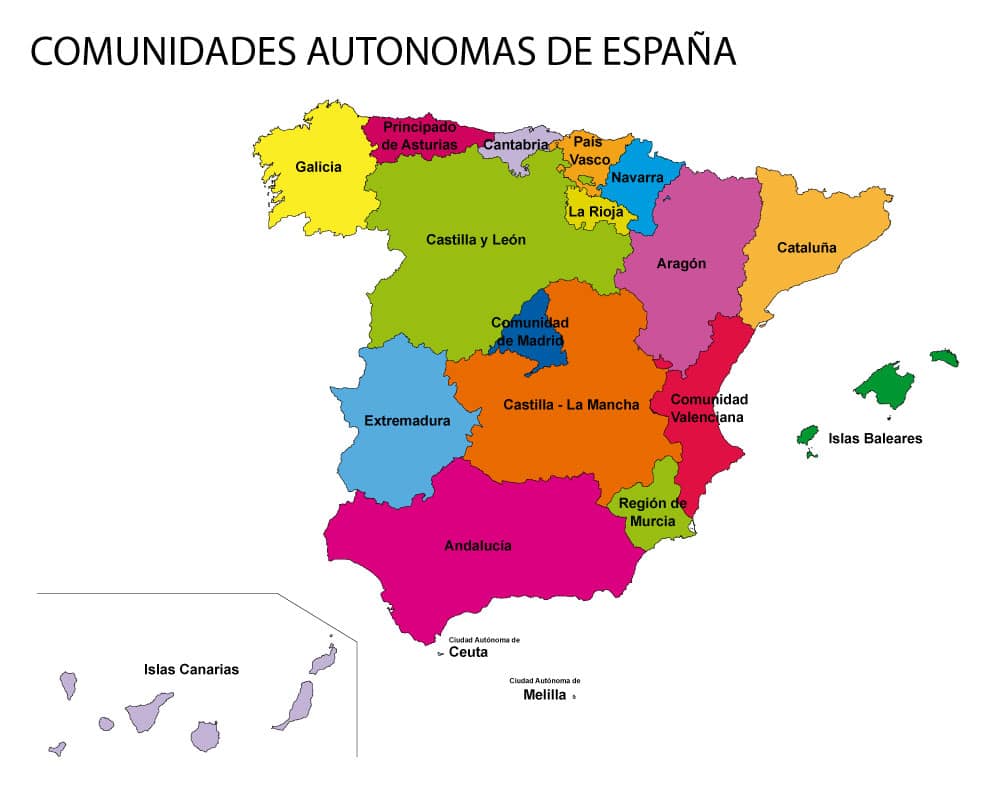 COMUNIDADES AUTONOMAS DE ESPAÑA
Principado
de Asturias
Cantabria
País
Vasco
Galicia
Navarra
La Rioja
Castilla y León
Aragón
Cataluña
Comunidad
de Madrid
Castilla - La Mancha
Comunidad
Valenciana
Extremadura
Islas Baleares
Región de
Murcia
Andalucía
Ciudad Autónoma de
Ceuta
Islas Canarias
Ciudad Autónoma de
Melilla